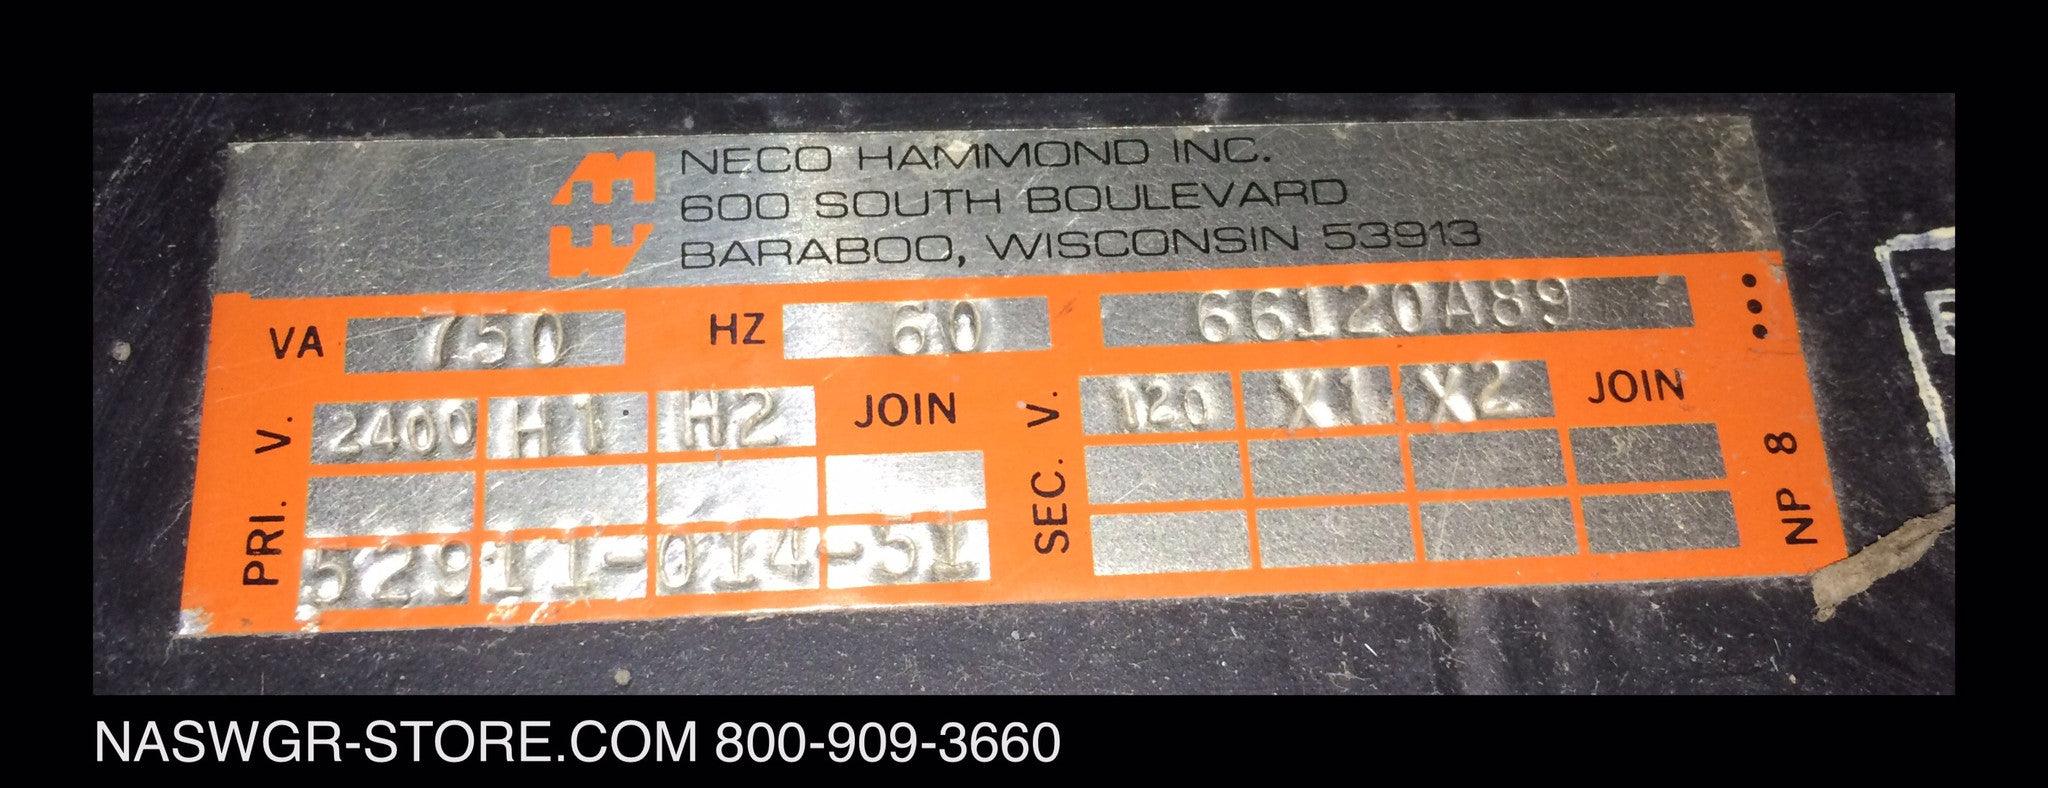 NECO HAMMOND INC.
600 SOUTH BOULEVARD
BARABOO, WISCONSIN 53913
VA 750 HZ 60 66120A89
PRI. V. 2400 H1 H2 JOIN
52911-014-51
SEC. V. 120 X1 X2 JOIN
NP 8
NASWGR-STORE.COM 800-909-3660